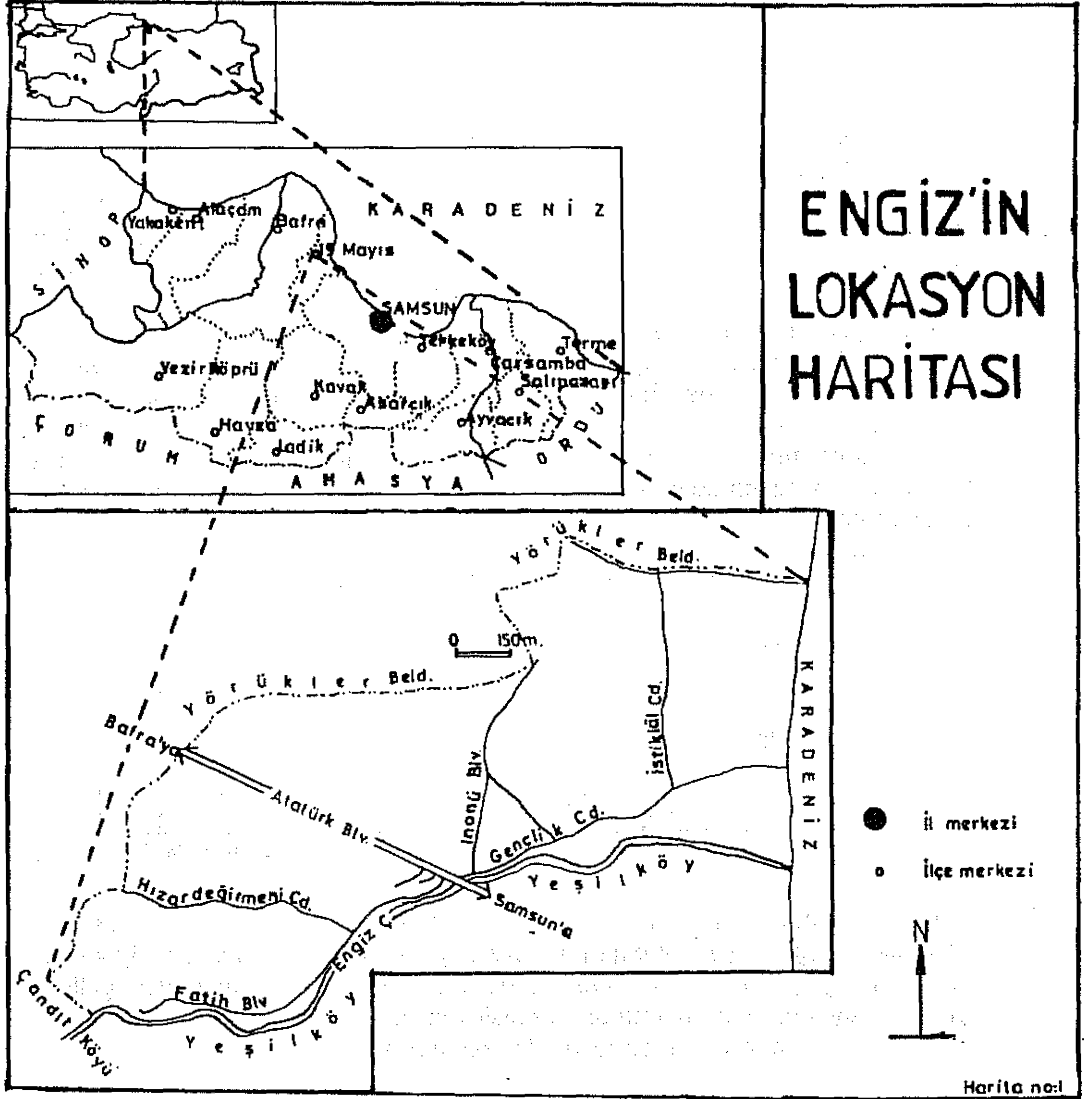 ENGİZ'İN
LOKASYON
HARİTASI
KARADENİZ
SİNOP
Yakakent
Alaçam
Bafra
19 Mayıs
SAMSUN
Tekkeköy
Çarşamba
Terme
Salıpazarı
Vezirköprü
Kavak
Asarcık
Ayvacık
Havza
Ladik
ÇORUM
AMASYA
ORDU
Yörükler Beld.
0 150m.
Yörükler Beld.
Bafra'ya
Atatürk Blv.
İnönü Blv.
İstiklâl Cd.
Gençlik Cd.
KARADENİZ
Yeşilköy
Samsun'a
Hızardeğirmeni Cd.
Engiz Ç.
Fatih Blv
Yeşilköy
Çandır Köyü
İl merkezi
İlçe merkezi
N
Harita no:1